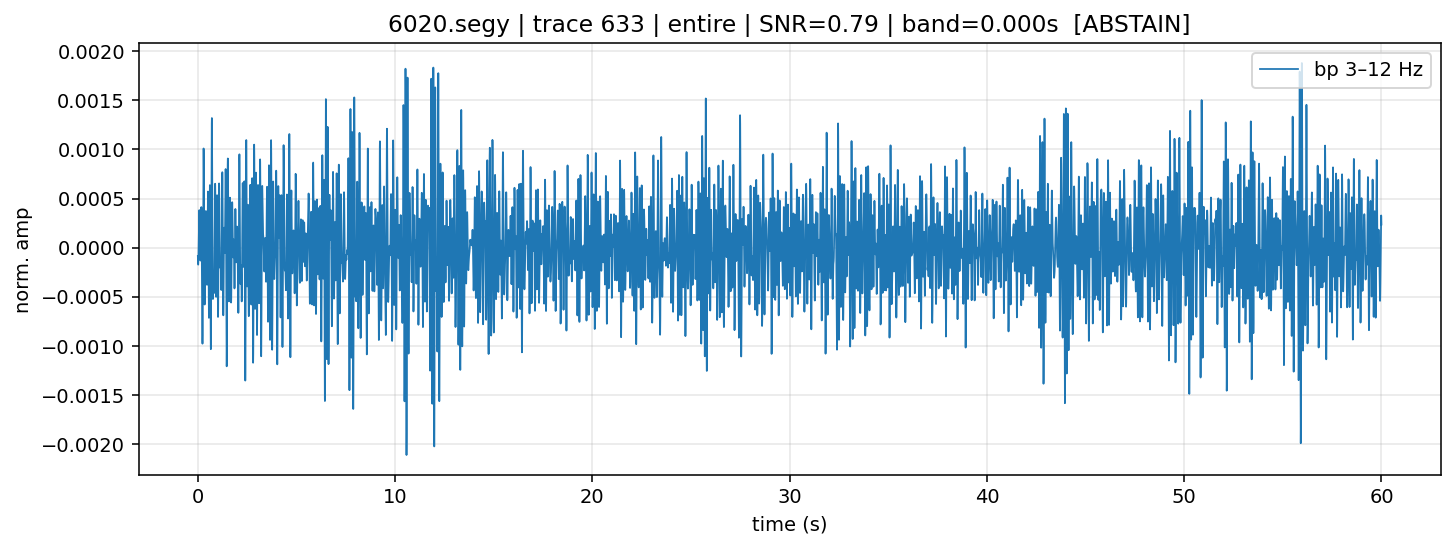 6020.segy | trace 633 | entire | SNR=0.79 | band=0.000s  [ABSTAIN]
bp 3–12 Hz
norm. amp
0.0020
0.0015
0.0010
0.0005
0.0000
−0.0005
−0.0010
−0.0015
−0.0020
0 10 20 30 40 50 60
time (s)